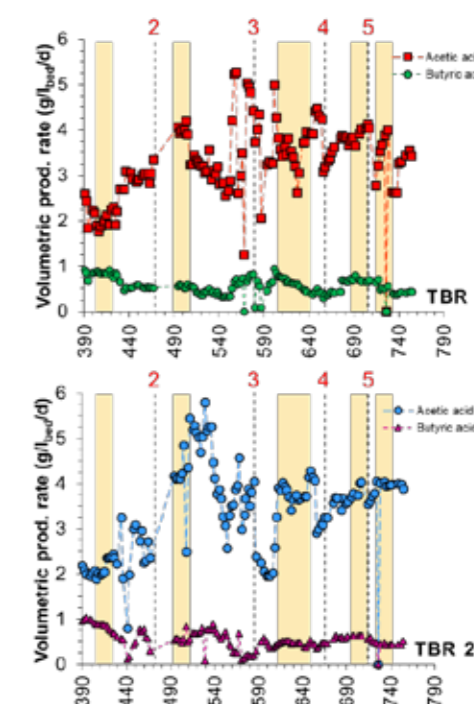 2 3 4 5
6
5
4
3
2
1
0
Volumetric prod. rate (g/l_bed/d)
Acetic aci
Butyric ac
TBR
390 440 490 540 590 640 690 740 790
2 3 4 5
6
5
4
3
2
1
0
Volumetric prod. rate (g/l_bed/d)
Acetic acid
Butyric acid
TBR 2
390 440 490 540 590 640 690 740 790